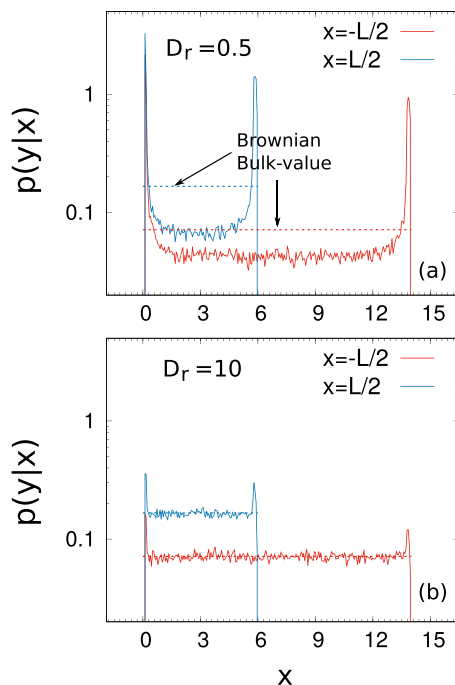 D_r=0.5
x=-L/2
x=L/2
1
p(y|x)
Brownian
Bulk-value
0.1
(a)
0 3 6 9 12 15
D_r=10
x=-L/2
x=L/2
1
p(y|x)
0.1
(b)
0 3 6 9 12 15
x